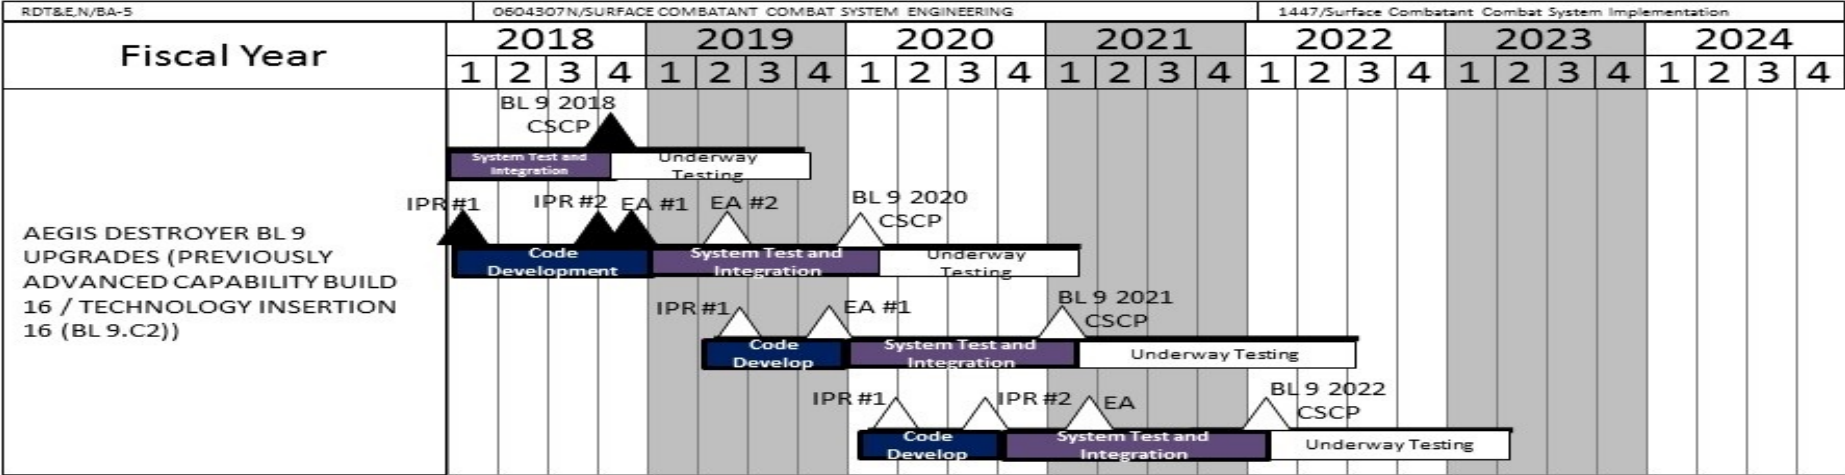 RDT&E,N/BA-5 0604307N/SURFACE COMBATANT COMBAT SYSTEM ENGINEERING 1447/Surface Combatant Combat System Implementation
Fiscal Year 2018 2019 2020 2021 2022 2023 2024
1 2 3 4 1 2 3 4 1 2 3 4 1 2 3 4 1 2 3 4 1 2 3 4 1 2 3 4
BL 9 2018
CSCP
System Test and
Integration
Underway
Testing
IPR #1 IPR #2 EA #1 EA #2 BL 9 2020
CSCP
AEGIS DESTROYER BL 9
UPGRADES (PREVIOUSLY
ADVANCED CAPABILITY BUILD
16 / TECHNOLOGY INSERTION
16 (BL 9.C2))
Code
Development
System Test and
Integration
Underway
Testing
IPR #1 EA #1 BL 9 2021
CSCP
Code
Develop
System Test and
Integration
Underway Testing
IPR #1 IPR #2 EA BL 9 2022
CSCP
Code
Develop
System Test and
Integration
Underway Testing